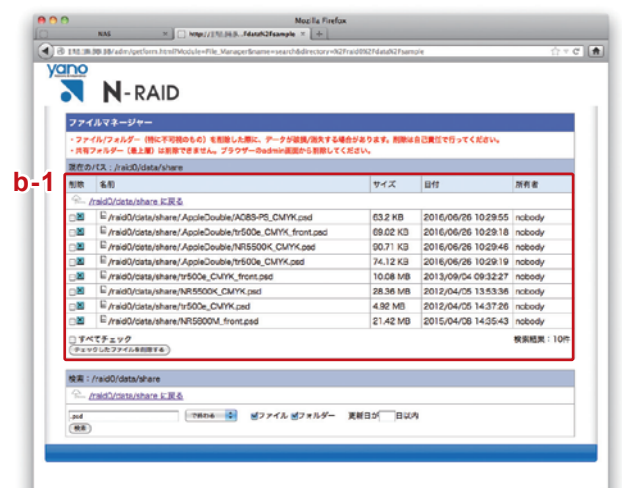 Mozilla Firefox
NAS
yano
N-RAID
ファイルマネージャー
・ファイル/フォルダー（特に不可視のもの）を削除した際に、データが破損/消失する場合があります。削除は自己責任で行ってください。
・共有フォルダー（最上層）は削除できません。ブラウザーのadmin画面から削除してください。
現在のパス：/raid0/data/share
b-1
削除 名前 サイズ 日付 所有者
/raid0/data/share に戻る
/raid0/data/share/.AppleDouble/AD83-PS_CMYK.psd 63.2 KB 2016/06/26 10:29:55 nobody
/raid0/data/share/.AppleDouble/tr500e_CMYK_front.psd 69.02 KB 2016/06/26 10:29:18 nobody
/raid0/data/share/.AppleDouble/NR5500K_CMYK.psd 90.71 KB 2016/06/26 10:29:46 nobody
/raid0/data/share/.AppleDouble/tr500e_CMYK.psd 74.12 KB 2016/06/26 10:29:19 nobody
/raid0/data/share/tr500e_CMYK_front.psd 10.08 MB 2013/09/04 09:32:27 nobody
/raid0/data/share/NR5500K_CMYK.psd 28.36 MB 2012/04/05 13:53:36 nobody
/raid0/data/share/tr500e_CMYK.psd 4.92 MB 2012/04/05 14:37:26 nobody
/raid0/data/share/NR5800M_front.psd 21.42 MB 2015/04/08 14:35:43 nobody
すべてチェック 検索結果：10件
チェックしたファイルを削除する
検索：/raid0/data/share
/raid0/data/share に戻る
.psd で終わる ファイル フォルダー 更新日が 日以内
検索